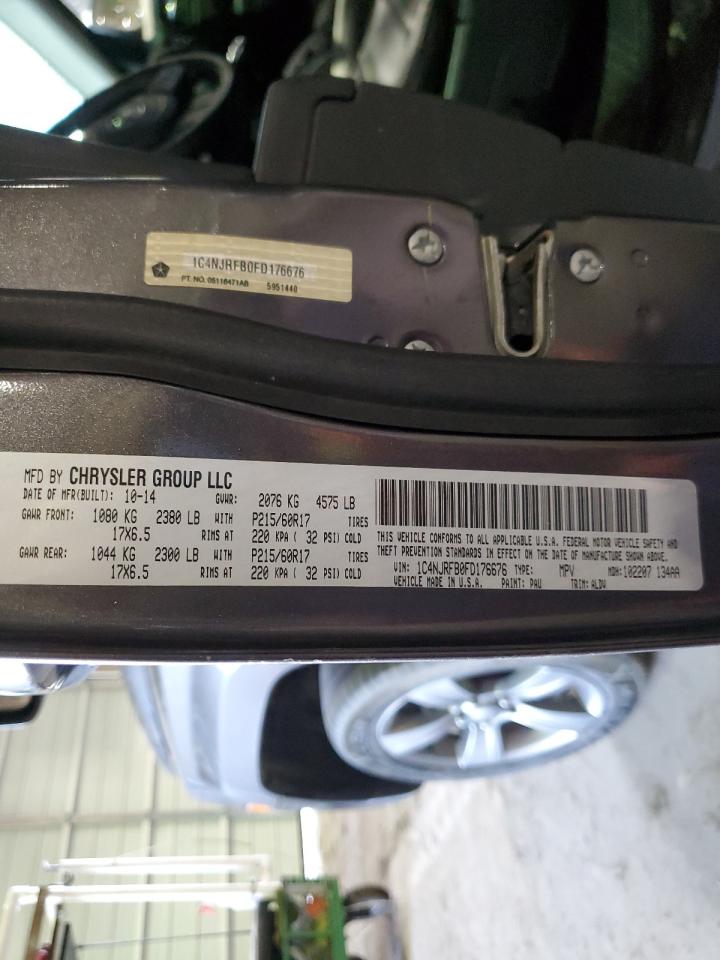 1C4NJRFB0FD176676
PT. NO. 05116471AB 5951440
MFD BY CHRYSLER GROUP LLC
DATE OF MFR(BUILT): 10-14 GVWR: 2076 KG 4575 LB
GAWR FRONT: 1080 KG 2380 LB WITH P215/60R17 TIRES
17X6.5 RIMS AT 220 KPA ( 32 PSI) COLD
GAWR REAR: 1044 KG 2300 LB WITH P215/60R17 TIRES
17X6.5 RIMS AT 220 KPA ( 32 PSI) COLD
THIS VEHICLE CONFORMS TO ALL APPLICABLE U.S.A. FEDERAL MOTOR VEHICLE SAFETY AND
THEFT PREVENTION STANDARDS IN EFFECT ON THE DATE OF MANUFACTURE SHOWN ABOVE.
VIN: 1C4NJRFB0FD176676 TYPE: MPV MDH: 102207 134AA
VEHICLE MADE IN U.S.A. PAINT: PAU TRIM: ALDV